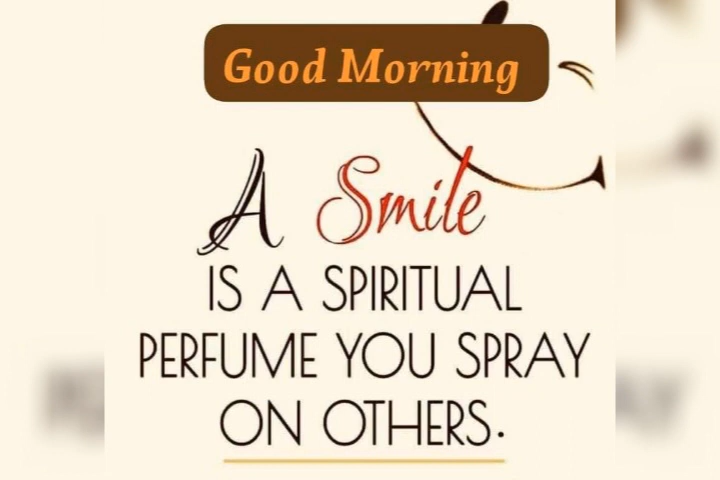 Good Morning
A Smile
IS A SPIRITUAL
PERFUME YOU SPRAY
ON OTHERS.